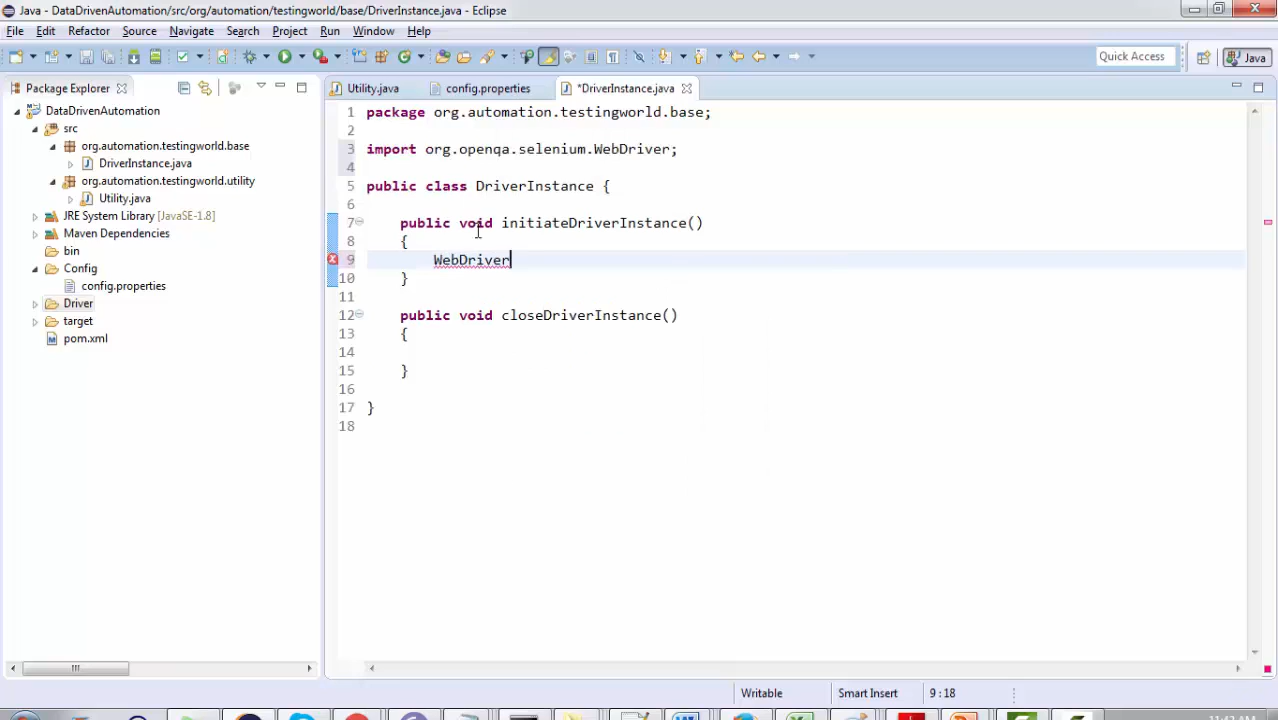 Java - DataDrivenAutomation/src/org/automation/testingworld/base/DriverInstance.java - Eclipse
File Edit Refactor Source Navigate Search Project Run Window Help
Quick Access Java
Package Explorer
Utility.java config.properties *DriverInstance.java
DataDrivenAutomation
src
org.automation.testingworld.base
DriverInstance.java
org.automation.testingworld.utility
Utility.java
JRE System Library [JavaSE-1.8]
Maven Dependencies
bin
Config
config.properties
Driver
target
pom.xml
1 package org.automation.testingworld.base;
2
3 import org.openqa.selenium.WebDriver;
4
5 public class DriverInstance {
6
7 public void initiateDriverInstance()
8 {
9 WebDriver
10 }
11
12 public void closeDriverInstance()
13 {
14
15 }
16
17 }
18
Writable Smart Insert 9 : 18